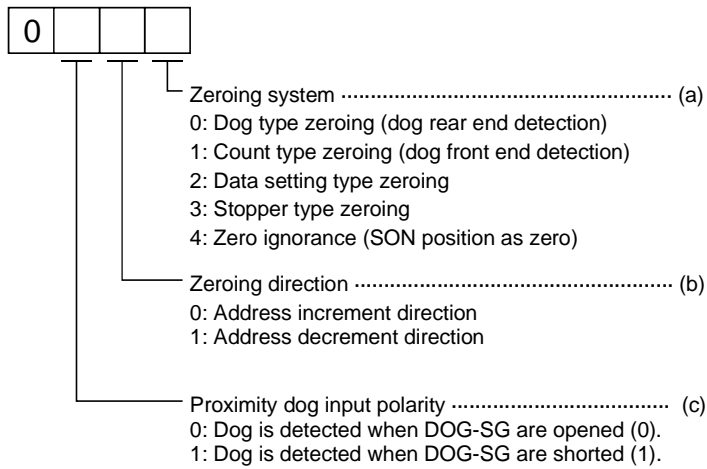 0
Zeroing system ........................................................ (a)
0: Dog type zeroing (dog rear end detection)
1: Count type zeroing (dog front end detection)
2: Data setting type zeroing
3: Stopper type zeroing
4: Zero ignorance (SON position as zero)
Zeroing direction ...................................................... (b)
0: Address increment direction
1: Address decrement direction
Proximity dog input polarity ..................................... (c)
0: Dog is detected when DOG-SG are opened (0).
1: Dog is detected when DOG-SG are shorted (1).